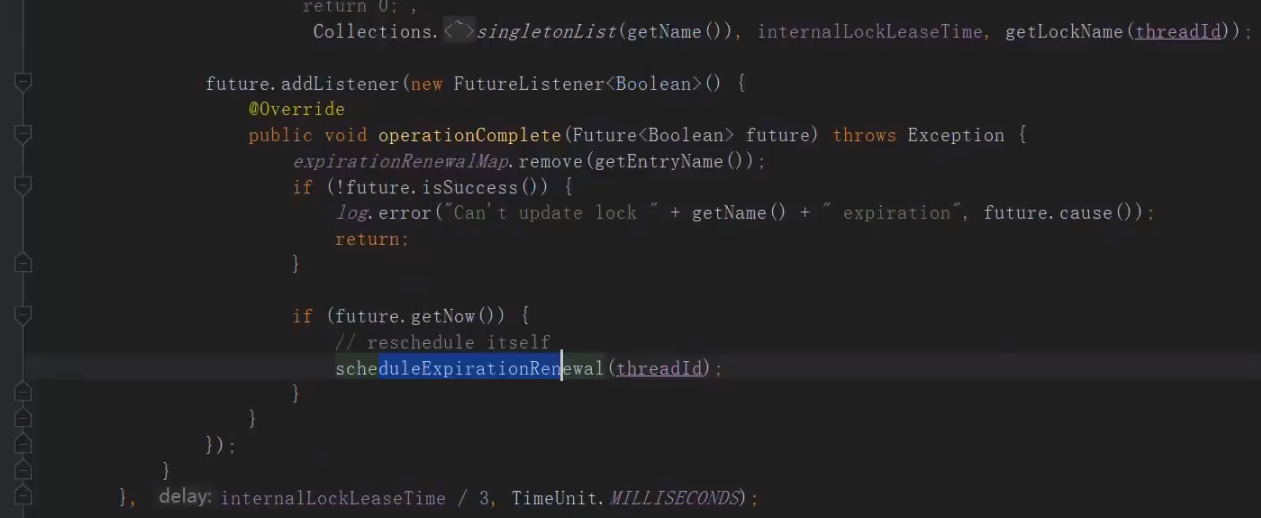 return 0;",
Collections.<~>singletonList(getName()), internalLockLeaseTime, getLockName(threadId));
future.addListener(new FutureListener<Boolean>() {
@Override
public void operationComplete(Future<Boolean> future) throws Exception {
expirationRenewalMap.remove(getEntryName());
if (!future.isSuccess()) {
log.error("Can't update lock " + getName() + " expiration", future.cause());
return;
}
if (future.getNow()) {
// reschedule itself
scheduleExpirationRenewal(threadId);
}
}
});
}
}, delay: internalLockLeaseTime / 3, TimeUnit.MILLISECONDS);